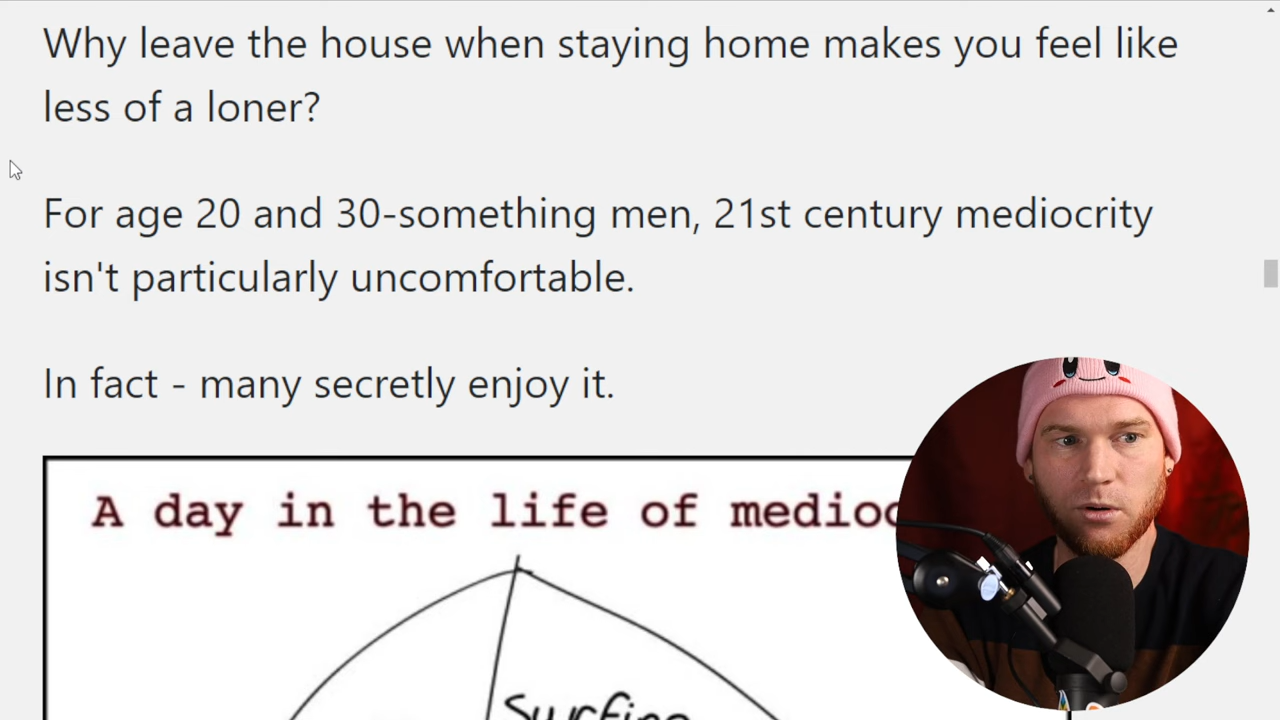 Why leave the house when staying home makes you feel like
less of a loner?
For age 20 and 30-something men, 21st century mediocrity
isn't particularly uncomfortable.
In fact - many secretly enjoy it.
A day in the life of
Surfing